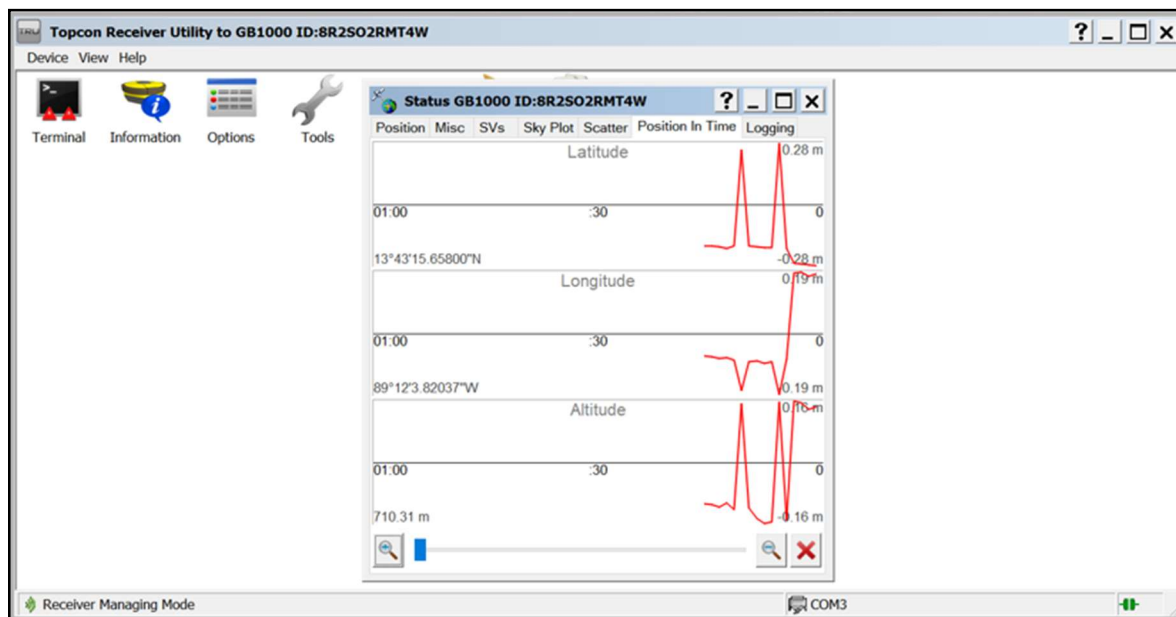 TRU Topcon Receiver Utility to GB1000 ID:8R2SO2RMT4W
Device View Help
Terminal Information Options Tools
Status GB1000 ID:8R2SO2RMT4W
Position Misc SVs Sky Plot Scatter Position In Time Logging
Latitude 0.28 m
01:00 :30 0
13°43'15.65800"N -0.28 m
Longitude 0.19 m
01:00 :30 0
89°12'3.82037"W -0.19 m
Altitude 0.16 m
01:00 :30 0
710.31 m -0.16 m
Receiver Managing Mode COM3